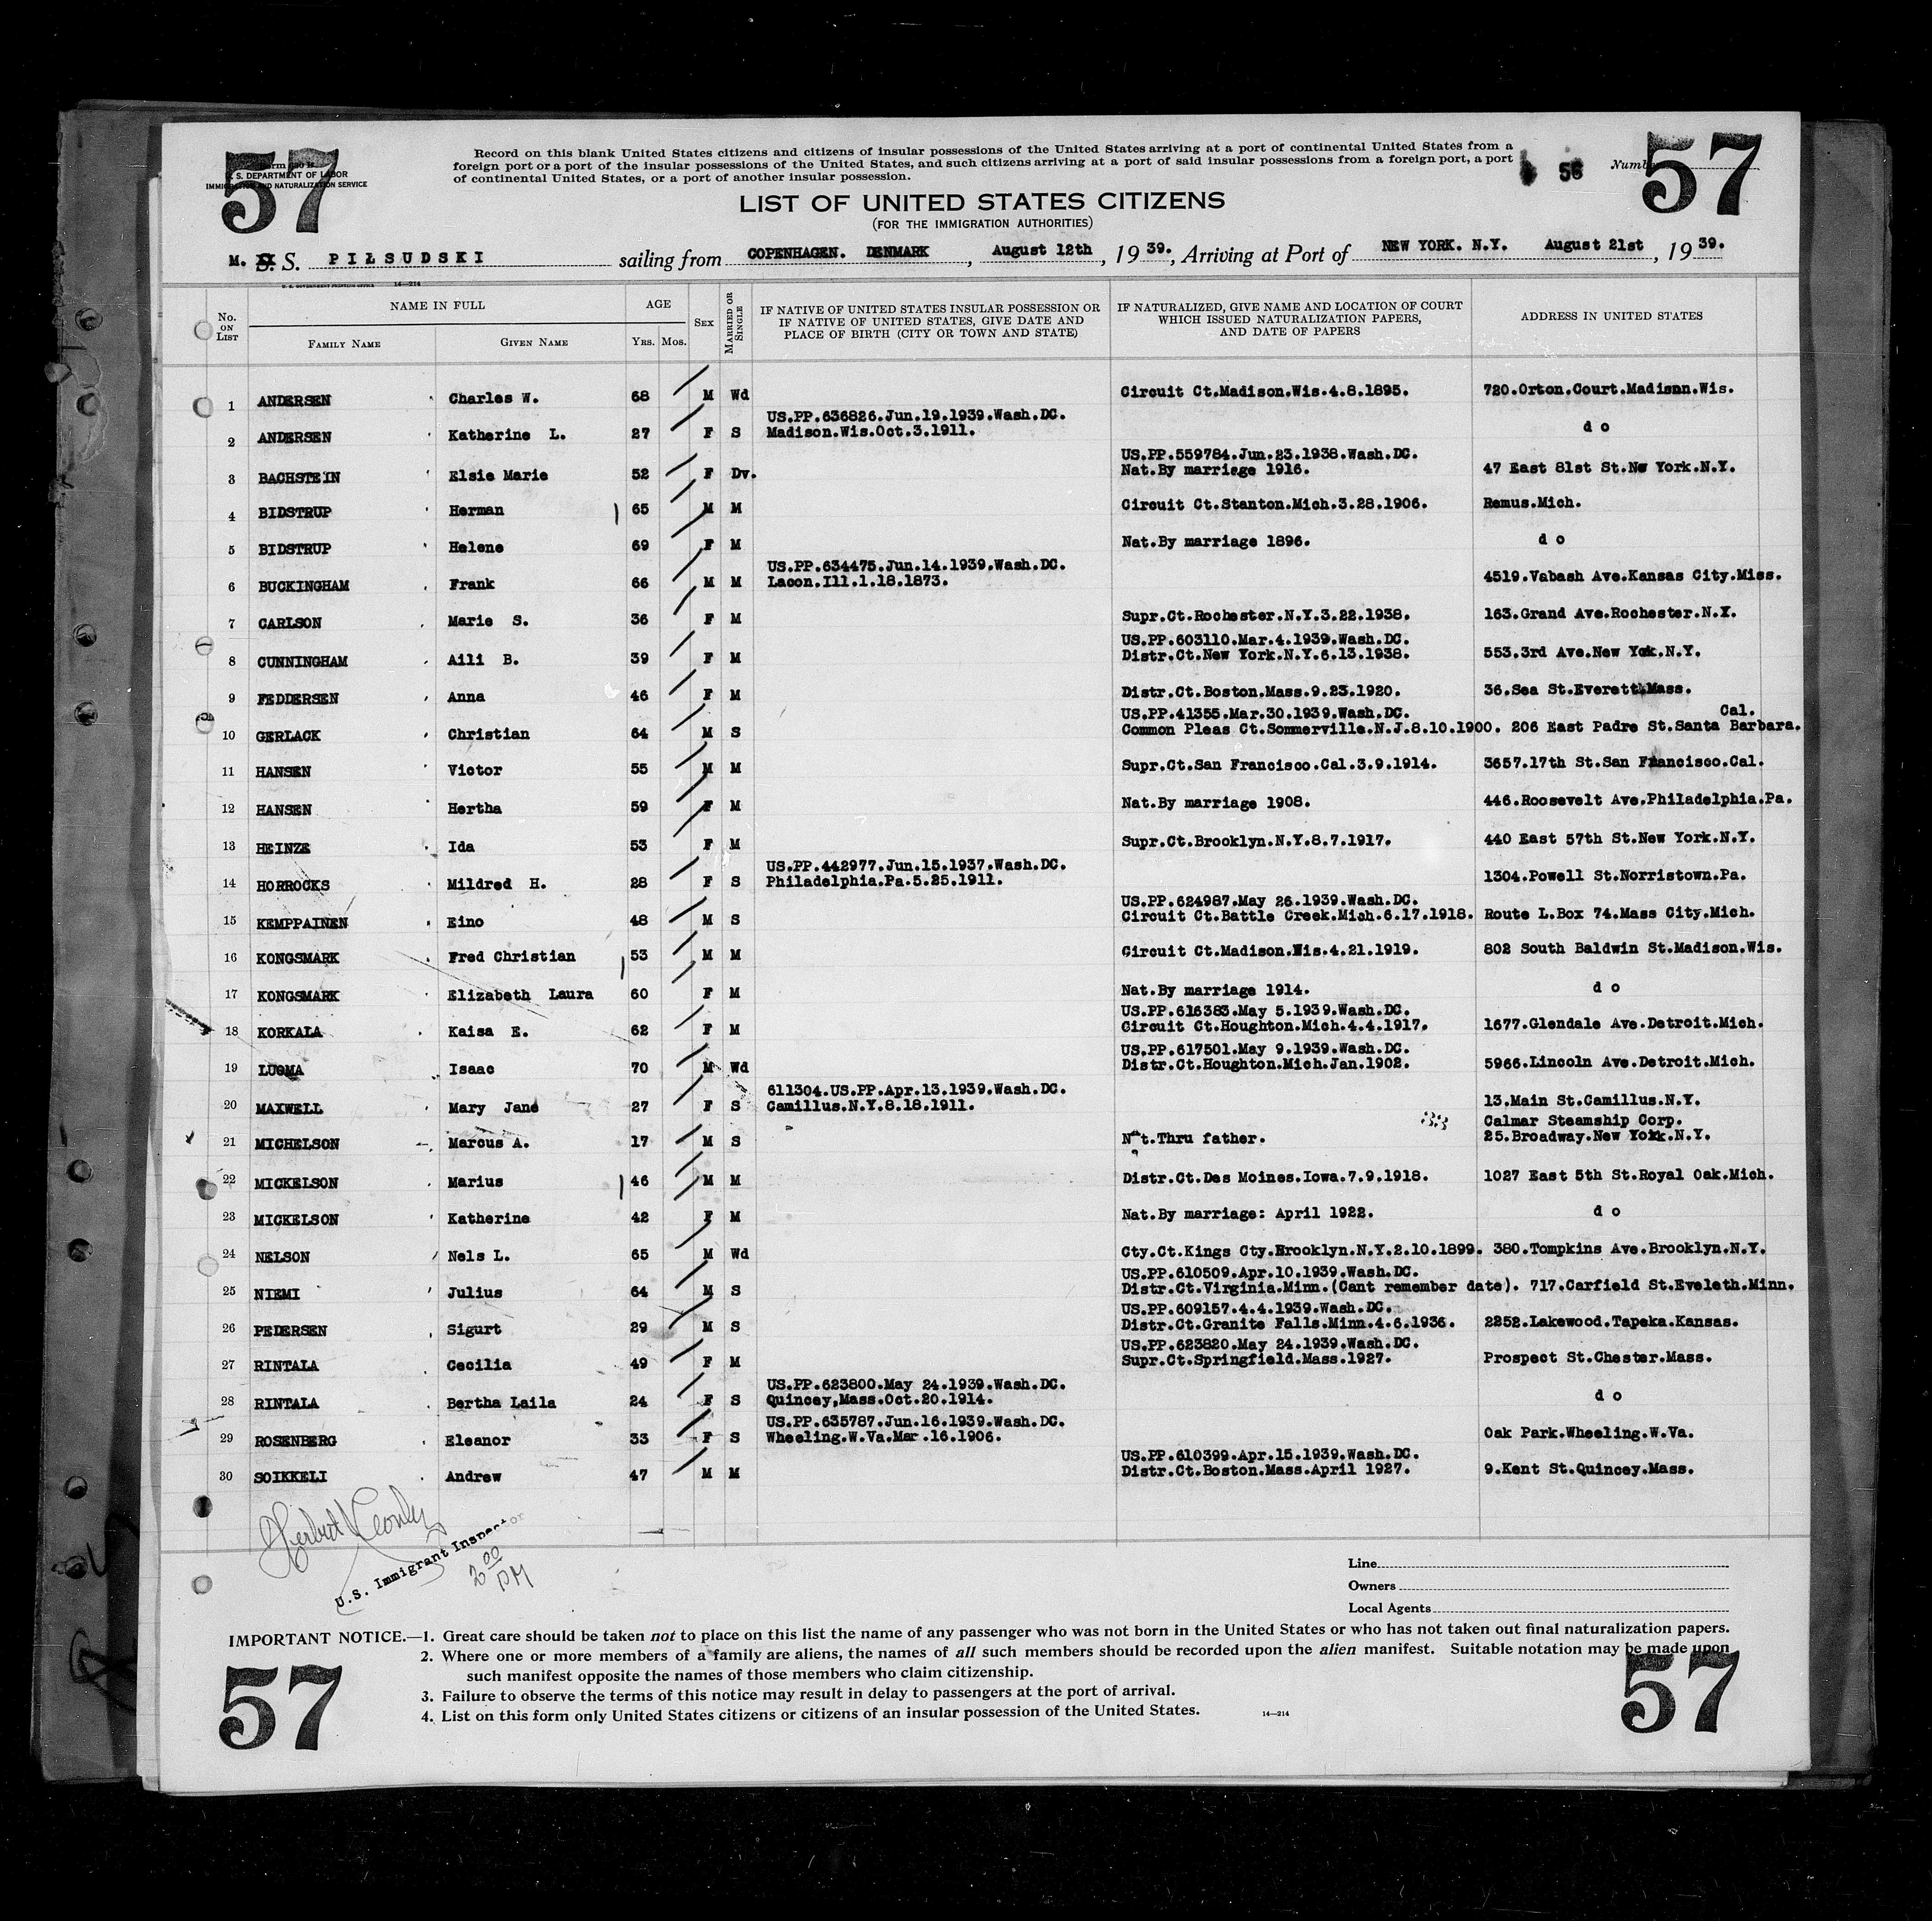 57
57
Form 630 B
U. S. DEPARTMENT OF LABOR
IMMIGRATION AND NATURALIZATION SERVICE
Record on this blank United States citizens and citizens of insular possessions of the United States arriving at a port of continental United States from a
foreign port or a port of the insular possessions of the United States, and such citizens arriving at a port of said insular possessions from a foreign port, a port
of continental United States, or a port of another insular possession.
56
LIST OF UNITED STATES CITIZENS
(FOR THE IMMIGRATION AUTHORITIES)
M. S. PIŁSUDSKI sailing from COPENHAGEN. DENMARK, August 12th, 1939., Arriving at Port of NEW YORK. N.Y. August 21st, 1939.
U. S. GOVERNMENT PRINTING OFFICE 14—214
No. ON LIST
NAME IN FULL
FAMILY NAME
GIVEN NAME
AGE
Yrs. Mos.
SEX
MARRIED OR SINGLE
IF NATIVE OF UNITED STATES INSULAR POSSESSION OR
IF NATIVE OF UNITED STATES, GIVE DATE AND
PLACE OF BIRTH (CITY OR TOWN AND STATE)
IF NATURALIZED, GIVE NAME AND LOCATION OF COURT
WHICH ISSUED NATURALIZATION PAPERS,
AND DATE OF PAPERS
ADDRESS IN UNITED STATES
1 ANDERSEN Charles W. 68 M Wd Circuit Ct.Madison.Wis.4.8.1895. 720.Orton.Court.Madisnn.Wis.
US.PP.636826.Jun.19.1939.Wash.DC.
2 ANDERSEN Katherine L. 27 F S Madison.Wis.Oct.3.1911. d o
US.PP.559784.Jun.23.1938.Wash.DC.
3 BACHSTEIN Elsie Marie 52 F Dv. Nat.By marriage 1916. 47 East 81st St.New York.N.Y.
4 BIDSTRUP Herman 65 M M Circuit Ct.Stanton.Mich.3.28.1906. Remus.Mich.
5 BIDSTRUP Helene 69 F M Nat.By marriage 1896. d o
US.PP.634475.Jun.14.1939.Wash.DC.
6 BUCKINGHAM Frank 66 M M Lacon.Ill.1.18.1873. 4519.Vabash Ave.Kansas City.Miss.
7 CARLSON Marie S. 36 F M Supr.Ct.Rochester.N.Y.3.22.1938. 163.Grand Ave.Rochester.N.Y.
US.PP.603110.Mar.4.1939.Wash.DC.
8 CUNNINGHAM Aili B. 39 F M Distr.Ct.New York.N.Y.6.13.1938. 553.3rd Ave.New Yok.N.Y.
9 FEDDERSEN Anna 46 F M Distr.Ct.Boston.Mass.9.23.1920. 36.Sea St.Everett.Mass.
US.PP.41355.Mar.30.1939.Wash.DC. Cal.
10 GERLACK Christian 64 M S Common Pleas Ct.Sommerville.N.J.8.10.1900. 206 East Padre St.Santa Barbara.
11 HANSEN Victor 55 M M Supr.Ct.San Francisco.Cal.3.9.1914. 3657.17th St.San Francisco.Cal.
12 HANSEN Hertha 59 F M Nat.By marriage 1908. 446.Roosevelt Ave.Philadelphia.Pa.
13 HEINZE Ida 53 F M Supr.Ct.Brooklyn.N.Y.8.7.1917. 440 East 57th St.New York.N.Y.
US.PP.442977.Jun.15.1937.Wash.DC.
14 HORROCKS Mildred H. 28 F S Philadelphia.Pa.5.25.1911. 1304.Powell St.Norristown.Pa.
US.PP.624987.May 26.1939.Wash.DC.
15 KEMPPAINEN Eino 48 M S Circuit Ct.Battle Creek.Mich.6.17.1918. Route L.Box 74.Mass City.Mich.
16 KONGSMARK Fred Christian 53 M M Circuit Ct.Madison.Wis.4.21.1919. 802 South Baldwin St.Madison.Wis.
17 KONGSMARK Elizabeth Laura 60 F M Nat.By marriage 1914. d o
US.PP.616383.May 5.1939.Wash.DC.
18 KORKALA Kaisa E. 62 F M Circuit Ct.Houghton.Mich.4.4.1917. 1677.Glendale Ave.Detroit.Mich.
US.PP.617501.May 9.1939.Wash.DC.
19 LUOMA Isaac 70 M Wd Distr.Ct.Houghton.Mich.Jan.1902. 5966.Lincoln Ave.Detroit.Mich.
611304.US.PP.Apr.13.1939.Wash.DC.
20 MAXWELL Mary Jane 27 F S Camillus.N.Y.8.18.1911. 13.Main St.Camillus.N.Y.
Calmar Steamship Corp.
21 MICHELSON Marcus A. 17 M S Nat.Thru father. 25.Broadway.New York.N.Y.
22 MICKELSON Marius 46 M M Distr.Ct.Des Moines.Iowa.7.9.1918. 1027 East 5th St.Royal Oak.Mich.
23 MICKELSON Katherine 42 F M Nat.By marriage: April 1922. d o
24 NELSON Nels L. 65 M Wd Cty.Ct.Kings Cty.Brooklyn.N.Y.2.10.1899. 380.Tompkins Ave.Brooklyn.N.Y.
US.PP.610509.Apr.10.1939.Wash.DC.
25 NIEMI Julius 64 M S Distr.Ct.Virginia.Minn.(Cant remember date). 717.Carfield St.Eveleth.Minn.
US.PP.609157.4.4.1939.Wash.DC.
26 PEDERSEN Sigurt 29 M S Distr.Ct.Granite Falls.Minn.4.6.1936. 2252.Lakewood.Tapeka.Kansas.
US.PP.623820.May 24.1939.Wash.DC.
27 RINTALA Cecilia 49 F M Supr.Ct.Springfield.Mass.1927. Prospect St.Chester.Mass.
US.PP.623800.May 24.1939.Wash.DC.
28 RINTALA Bertha Laila 24 F S Quincey,Mass.Oct.20.1914. d o
US.PP.635787.Jun.16.1939.Wash.DC.
29 ROSENBERG Eleanor 33 F S Wheeling.W.Va.Mar.16.1906. Oak Park.Wheeling.W.Va.
US.PP.610399.Apr.15.1939.Wash.DC.
30 SOIKKELI Andrew 47 M M Distr.Ct.Boston.Mass.April 1927. 9.Kent St.Quincey.Mass.
U.S. Immigrant Inspector
2 00 PM
Line
Owners
Local Agents
IMPORTANT NOTICE.—1. Great care should be taken not to place on this list the name of any passenger who was not born in the United States or who has not taken out final naturalization papers.
2. Where one or more members of a family are aliens, the names of all such members should be recorded upon the alien manifest. Suitable notation may be made upon
such manifest opposite the names of those members who claim citizenship.
3. Failure to observe the terms of this notice may result in delay to passengers at the port of arrival.
4. List on this form only United States citizens or citizens of an insular possession of the United States. 14—214
57
57